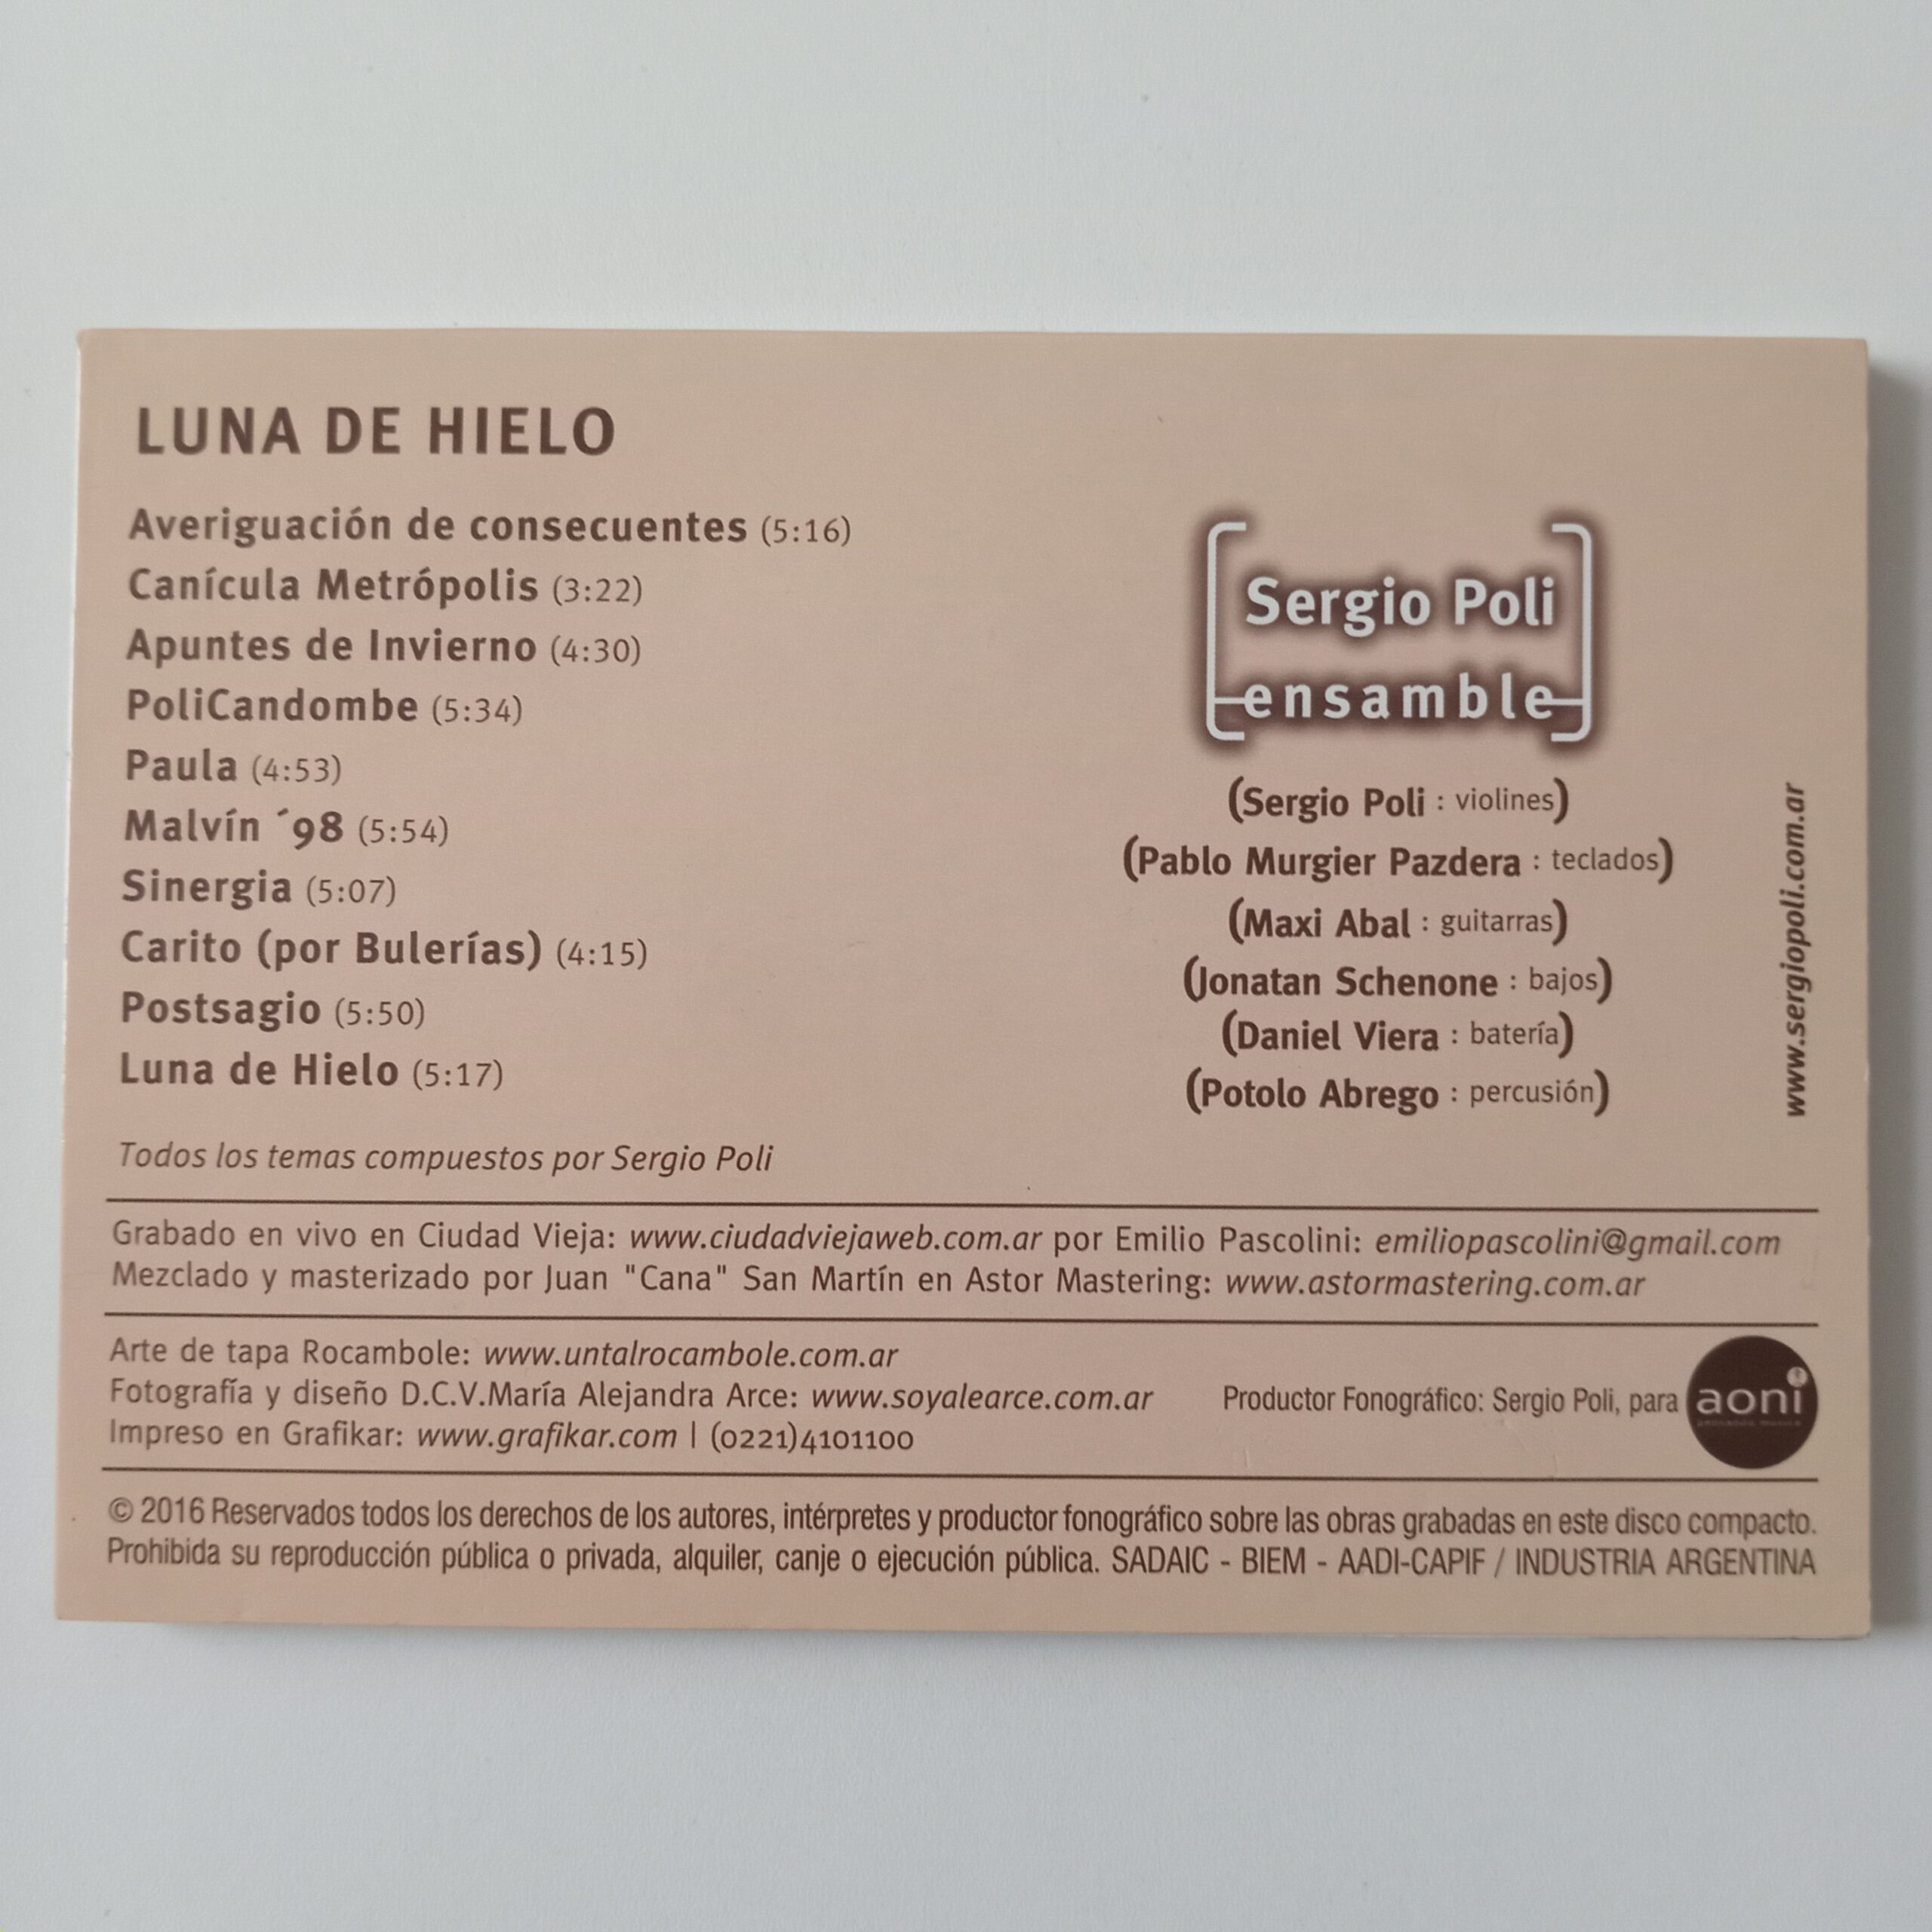 LUNA DE HIELO
Averiguación de consecuentes (5:16)
Canícula Metrópolis (3:22)
Apuntes de Invierno (4:30)
PoliCandombe (5:34)
Paula (4:53)
Malvín ´98 (5:54)
Sinergia (5:07)
Carito (por Bulerías) (4:15)
Postsagio (5:50)
Luna de Hielo (5:17)
Todos los temas compuestos por Sergio Poli
[Sergio Poli
ensamble]
(Sergio Poli : violines)
(Pablo Murgier Pazdera : teclados)
(Maxi Abal : guitarras)
(Jonatan Schenone : bajos)
(Daniel Viera : batería)
(Potolo Abrego : percusión)
www.sergiopoli.com.ar
Grabado en vivo en Ciudad Vieja: www.ciudadviejaweb.com.ar por Emilio Pascolini: emiliopascolini@gmail.com
Mezclado y masterizado por Juan "Cana" San Martín en Astor Mastering: www.astormastering.com.ar
Arte de tapa Rocambole: www.untalrocambole.com.ar
Fotografía y diseño D.C.V.María Alejandra Arce: www.soyalearce.com.ar
Impreso en Grafikar: www.grafikar.com | (0221)4101100
Productor Fonográfico: Sergio Poli, para
aoni
© 2016 Reservados todos los derechos de los autores, intérpretes y productor fonográfico sobre las obras grabadas en este disco compacto.
Prohibida su reproducción pública o privada, alquiler, canje o ejecución pública. SADAIC - BIEM - AADI-CAPIF / INDUSTRIA ARGENTINA